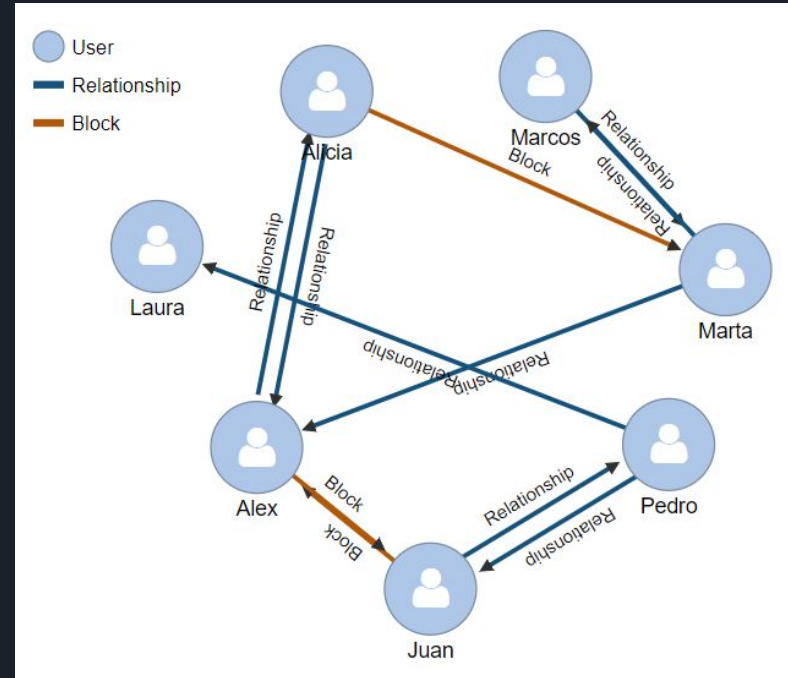 User
Relationship
Block
Alicia
Marcos
Relationship
Relationship
Block
Laura
Relationship
Relationship
Marta
Relationship
Relationship
Alex
Block
Block
Relationship
Relationship
Pedro
Juan